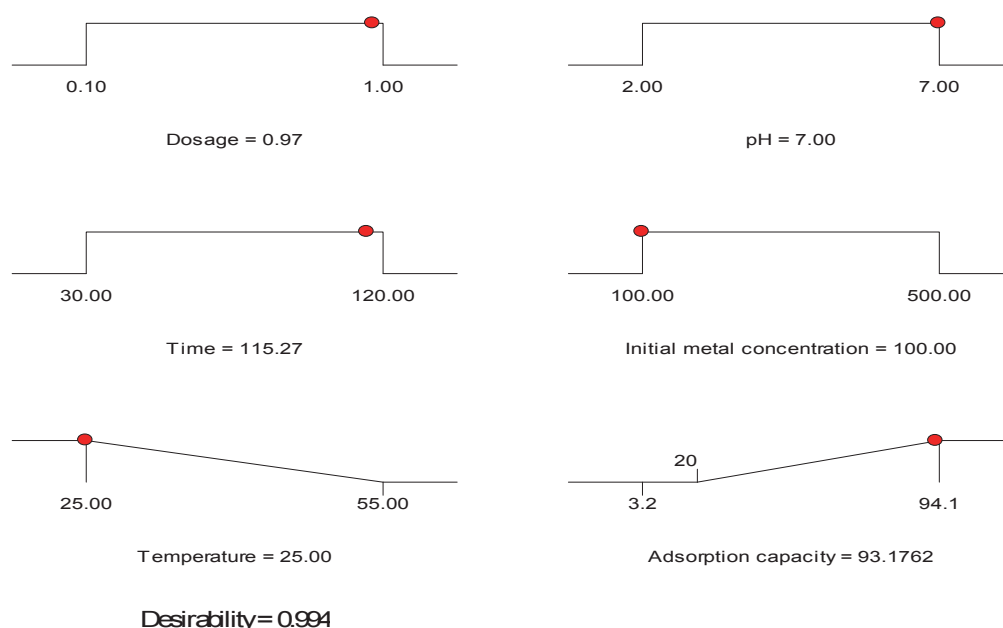 0.10 1.00
Dosage = 0.97
2.00 7.00
pH = 7.00
30.00 120.00
Time = 115.27
100.00 500.00
Initial metal concentration = 100.00
25.00 55.00
Temperature = 25.00
20
3.2 94.1
Adsorption capacity = 93.1762
Desirability = 0.994